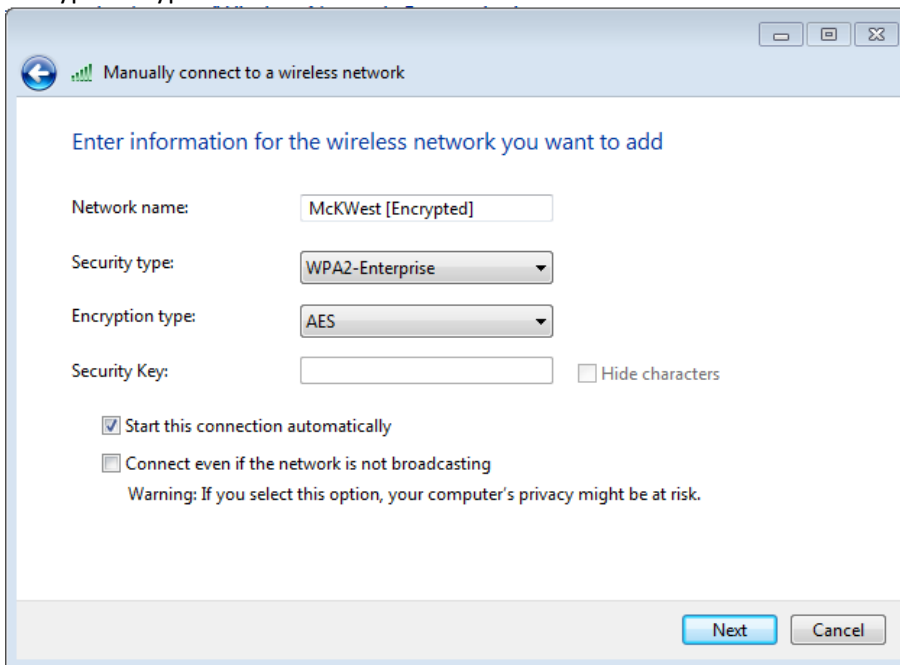 Manually connect to a wireless network
Enter information for the wireless network you want to add
Network name: McKWest [Encrypted]
Security type: WPA2-Enterprise
Encryption type: AES
Security Key: Hide characters
Start this connection automatically
Connect even if the network is not broadcasting
Warning: If you select this option, your computer's privacy might be at risk.
Next Cancel